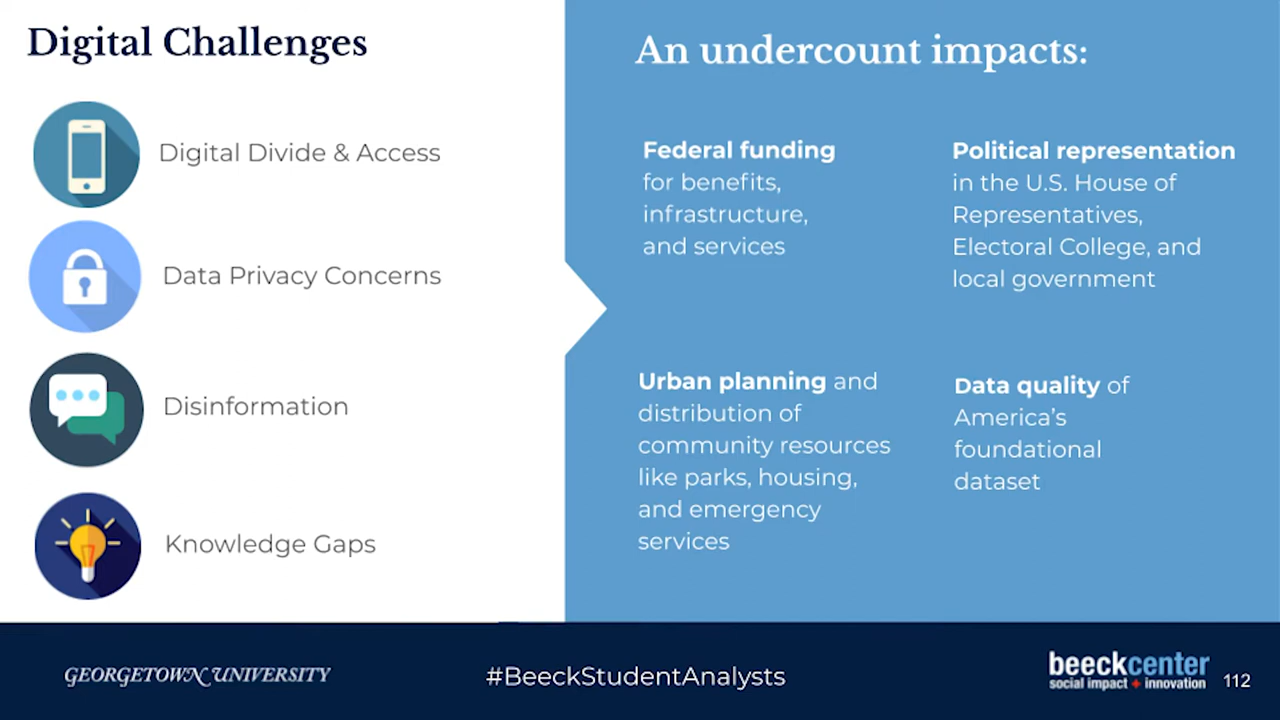 Digital Challenges
Digital Divide & Access
Data Privacy Concerns
Disinformation
Knowledge Gaps
An undercount impacts:
Federal funding
for benefits,
infrastructure,
and services
Political representation
in the U.S. House of
Representatives,
Electoral College, and
local government
Urban planning and
distribution of
community resources
like parks, housing,
and emergency
services
Data quality of
America's
foundational
dataset
GEORGETOWN UNIVERSITY
#BeeckStudentAnalysts
beeckcenter
social impact + innovation
112